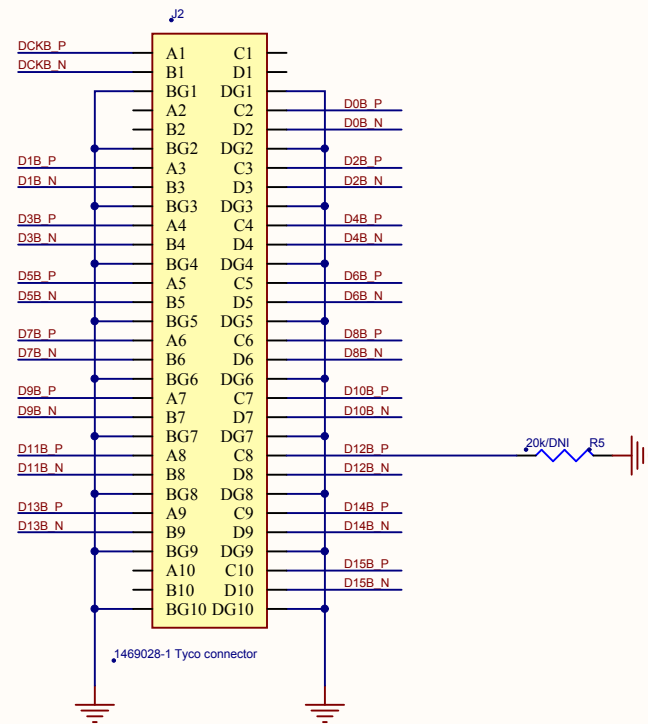 J2
DCKB_P A1 C1
DCKB_N B1 D1
BG1 DG1
A2 C2 D0B_P
B2 D2 D0B_N
BG2 DG2
D1B_P A3 C3 D2B_P
D1B_N B3 D3 D2B_N
BG3 DG3
D3B_P A4 C4 D4B_P
D3B_N B4 D4 D4B_N
BG4 DG4
D5B_P A5 C5 D6B_P
D5B_N B5 D5 D6B_N
BG5 DG5
D7B_P A6 C6 D8B_P
D7B_N B6 D6 D8B_N
BG6 DG6
D9B_P A7 C7 D10B_P
D9B_N B7 D7 D10B_N
BG7 DG7
D11B_P A8 C8 D12B_P 20k/DNI R5
D11B_N B8 D8 D12B_N
BG8 DG8
D13B_P A9 C9 D14B_P
D13B_N B9 D9 D14B_N
BG9 DG9
A10 C10 D15B_P
B10 D10 D15B_N
BG10 DG10
1469028-1 Tyco connector